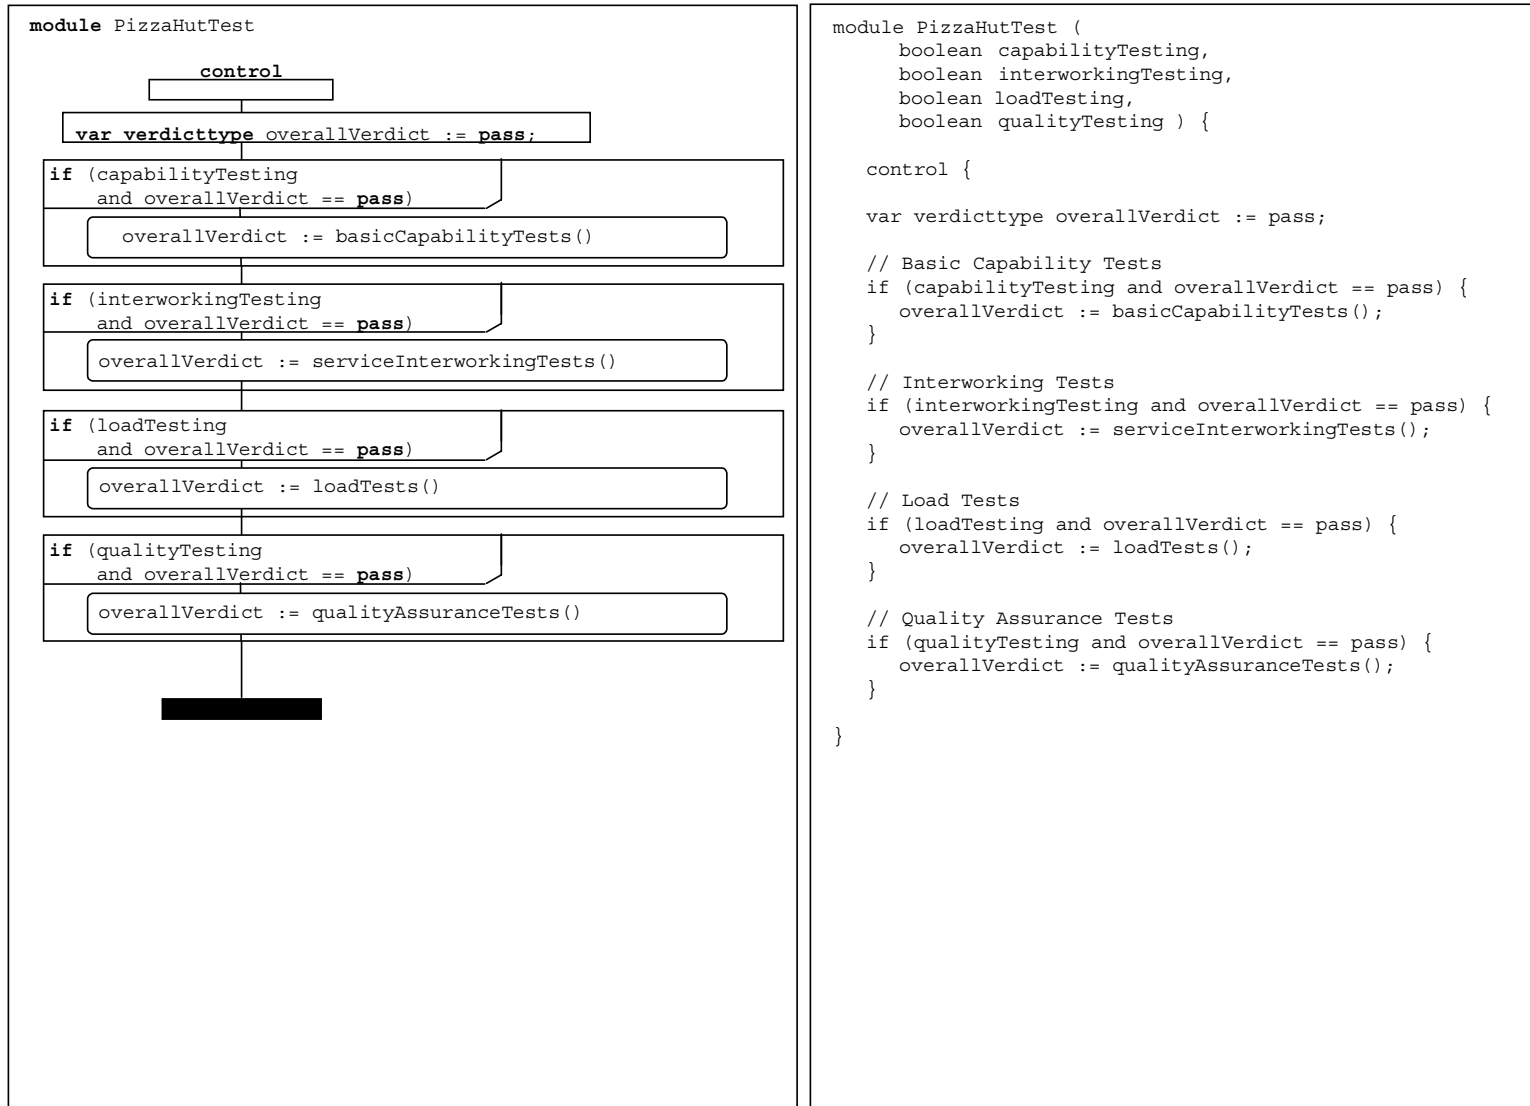 module PizzaHutTest
control
var verdicttype overallVerdict := pass;
if (capabilityTesting
and overallVerdict == pass)
overallVerdict := basicCapabilityTests()
if (interworkingTesting
and overallVerdict == pass)
overallVerdict := serviceInterworkingTests()
if (loadTesting
and overallVerdict == pass)
overallVerdict := loadTests()
if (qualityTesting
and overallVerdict == pass)
overallVerdict := qualityAssuranceTests()
module PizzaHutTest (
boolean capabilityTesting,
boolean interworkingTesting,
boolean loadTesting,
boolean qualityTesting ) {
control {
var verdicttype overallVerdict := pass;
// Basic Capability Tests
if (capabilityTesting and overallVerdict == pass) {
overallVerdict := basicCapabilityTests();
}
// Interworking Tests
if (interworkingTesting and overallVerdict == pass) {
overallVerdict := serviceInterworkingTests();
}
// Load Tests
if (loadTesting and overallVerdict == pass) {
overallVerdict := loadTests();
}
// Quality Assurance Tests
if (qualityTesting and overallVerdict == pass) {
overallVerdict := qualityAssuranceTests();
}
}